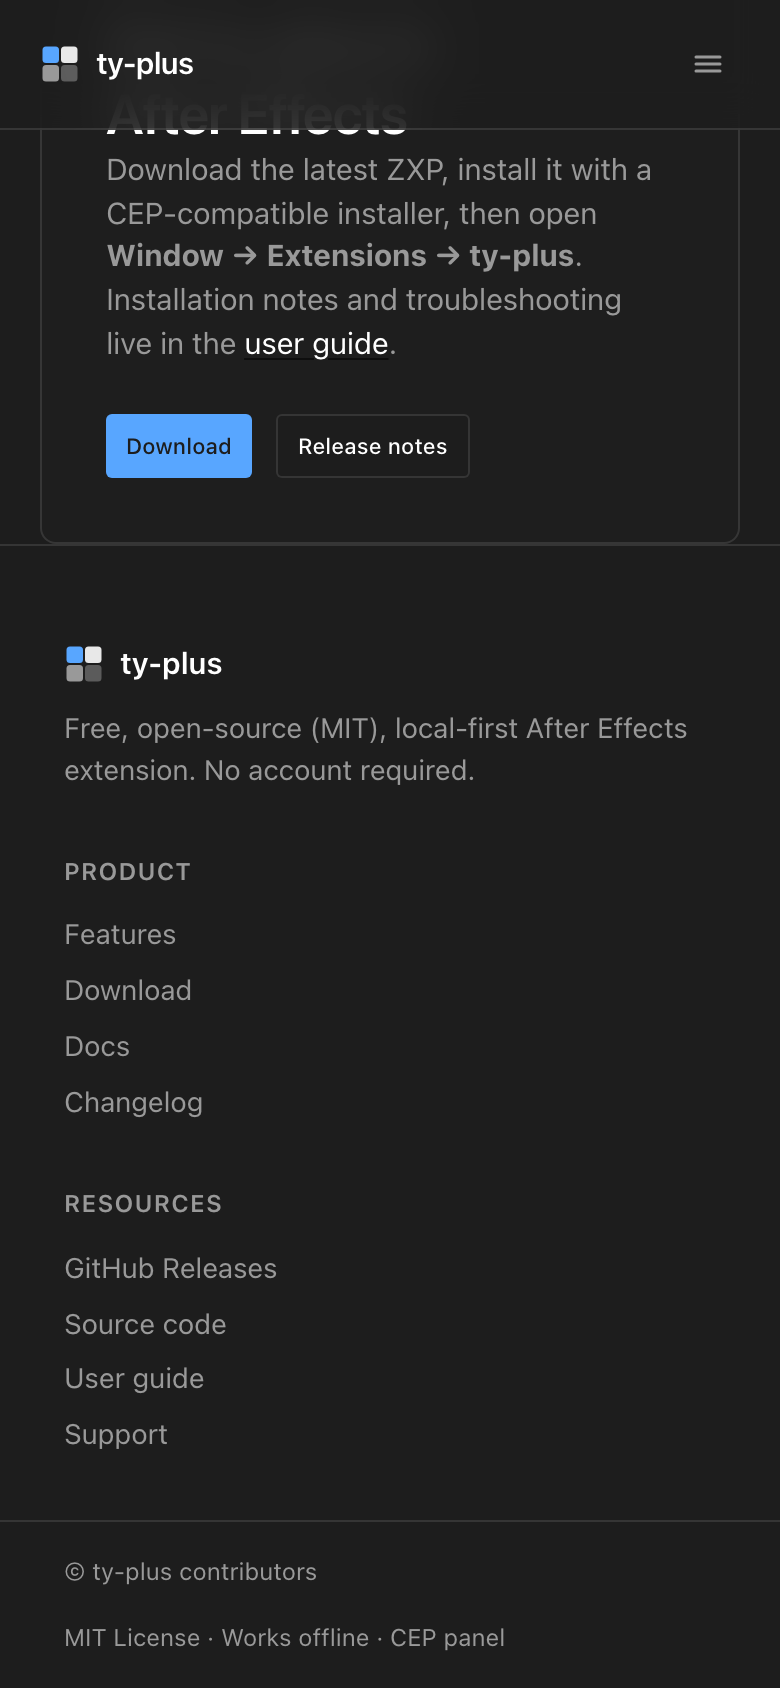 ty-plus
After Effects
Download the latest ZXP, install it with a
CEP-compatible installer, then open
Window → Extensions → ty-plus.
Installation notes and troubleshooting
live in the user guide.
Download
Release notes
ty-plus
Free, open-source (MIT), local-first After Effects
extension. No account required.
PRODUCT
Features
Download
Docs
Changelog
RESOURCES
GitHub Releases
Source code
User guide
Support
© ty-plus contributors
MIT License · Works offline · CEP panel